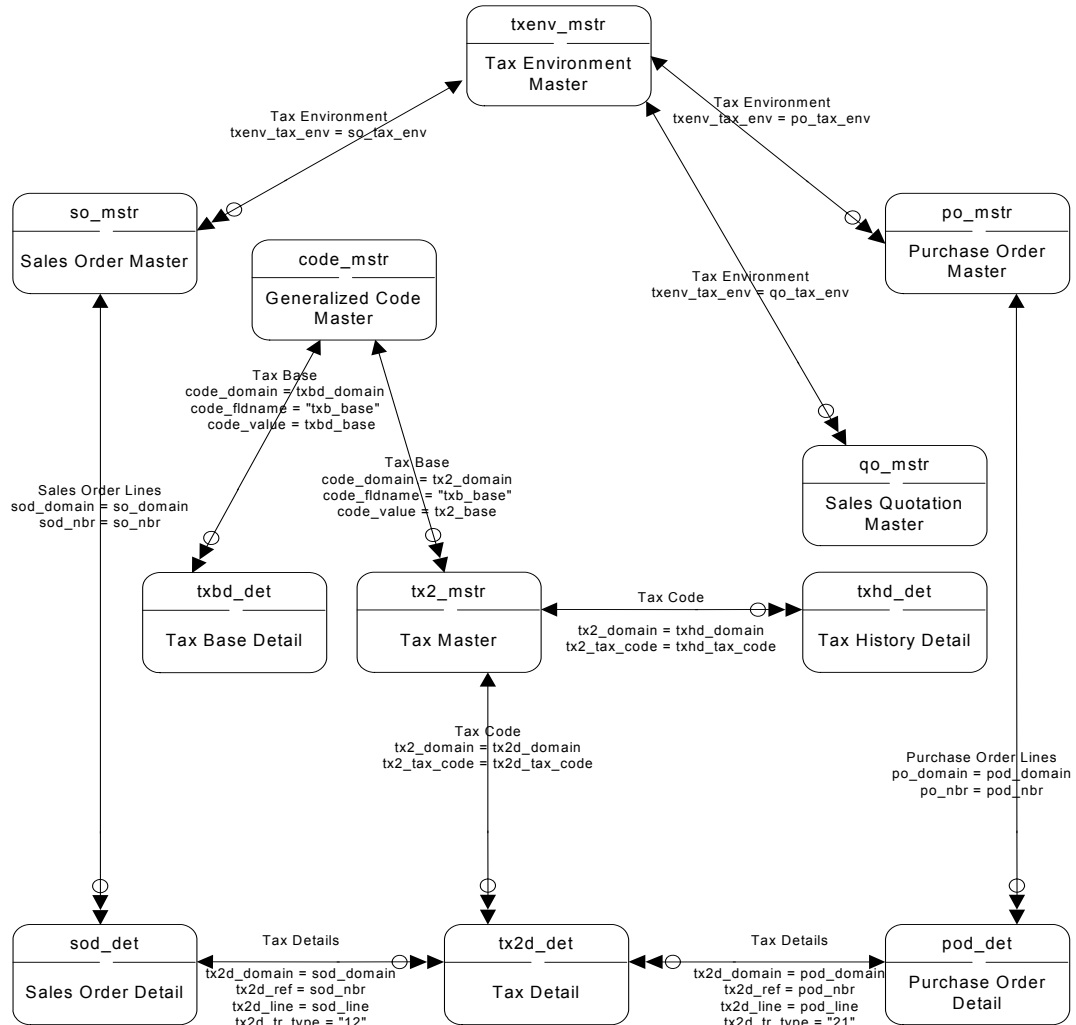 txenv_mstr
Tax Environment
Master
Tax Environment
txenv_tax_env = so_tax_env
Tax Environment
txenv_tax_env = po_tax_env
so_mstr
Sales Order Master
code_mstr
Generalized Code
Master
po_mstr
Purchase Order
Master
Tax Environment
txenv_tax_env = qo_tax_env
Tax Base
code_domain = txbd_domain
code_fldname = "txb_base"
code_value = txbd_base
Tax Base
code_domain = tx2_domain
code_fldname = "txb_base"
code_value = tx2_base
qo_mstr
Sales Quotation
Master
Sales Order Lines
sod_domain = so_domain
sod_nbr = so_nbr
txbd_det
Tax Base Detail
tx2_mstr
Tax Master
Tax Code
tx2_domain = txhd_domain
tx2_tax_code = txhd_tax_code
txhd_det
Tax History Detail
Tax Code
tx2_domain = tx2d_domain
tx2_tax_code = tx2d_tax_code
Purchase Order Lines
po_domain = pod_domain
po_nbr = pod_nbr
sod_det
Sales Order Detail
Tax Details
tx2d_domain = sod_domain
tx2d_ref = sod_nbr
tx2d_line = sod_line
tx2d_tr_type = "12"
tx2d_det
Tax Detail
Tax Details
tx2d_domain = pod_domain
tx2d_ref = pod_nbr
tx2d_line = pod_line
tx2d_tr_type = "21"
pod_det
Purchase Order
Detail